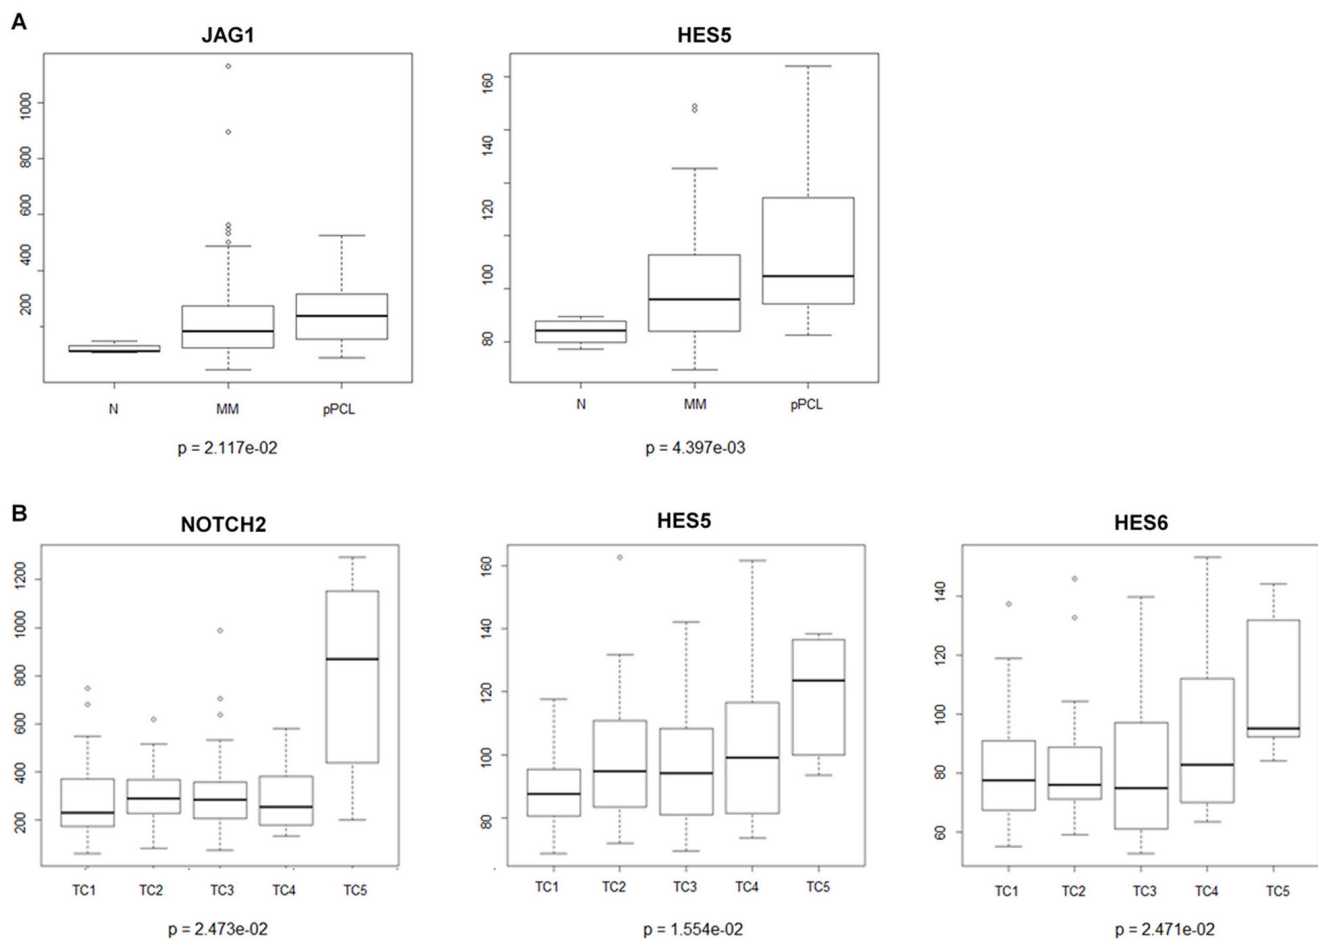 A
JAG1
HES5
1000
800
600
400
200
160
140
120
100
80
N MM pPCL
N MM pPCL
p = 2.117e-02
p = 4.397e-03
B
NOTCH2
HES5
HES6
1200
1000
800
600
400
200
160
140
120
100
80
140
120
100
80
60
TC1 TC2 TC3 TC4 TC5
TC1 TC2 TC3 TC4 TC5
TC1 TC2 TC3 TC4 TC5
p = 2.473e-02
p = 1.554e-02
p = 2.471e-02